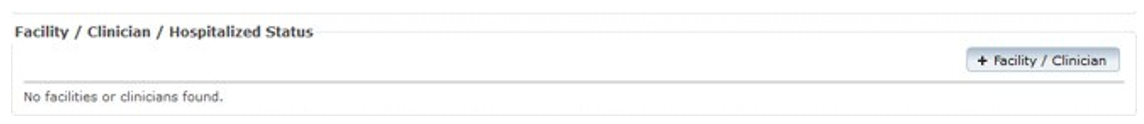 Facility / Clinician / Hospitalized Status
+ Facility / Clinician
No facilities or clinicians found.